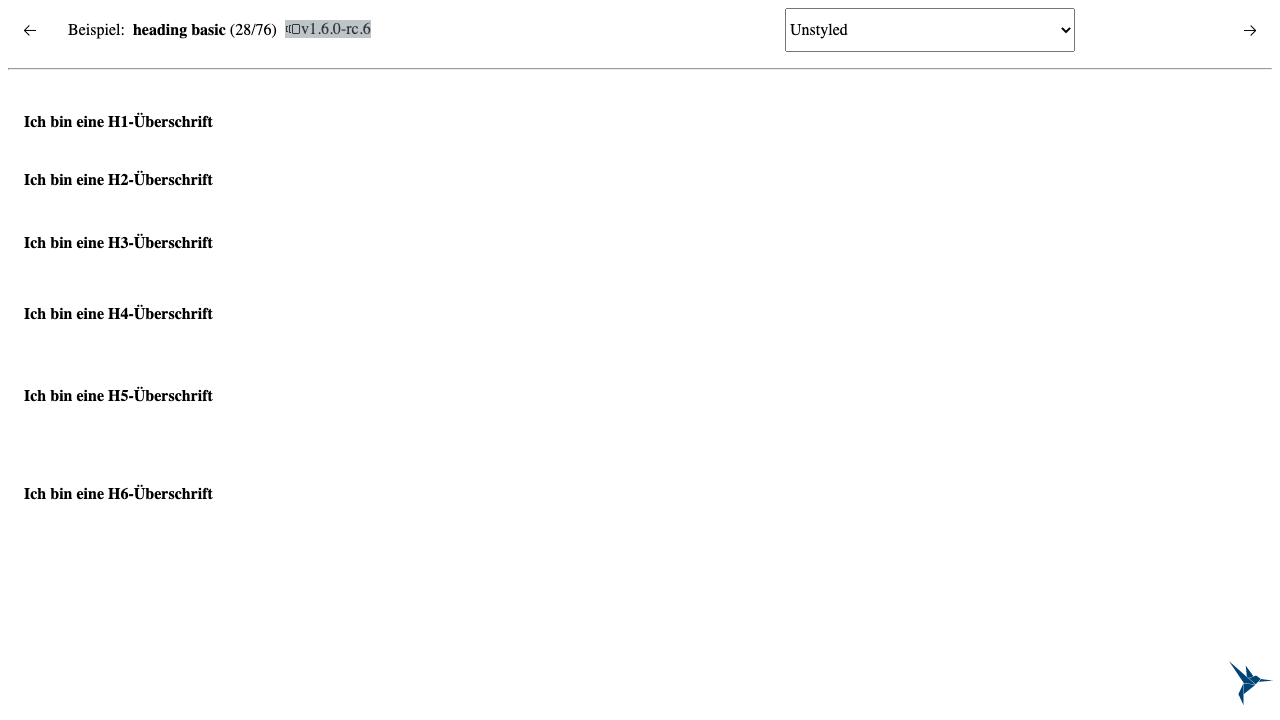 Beispiel: heading basic (28/76) v1.6.0-rc.6 Unstyled
Ich bin eine H1-Überschrift
Ich bin eine H2-Überschrift
Ich bin eine H3-Überschrift
Ich bin eine H4-Überschrift
Ich bin eine H5-Überschrift
Ich bin eine H6-Überschrift